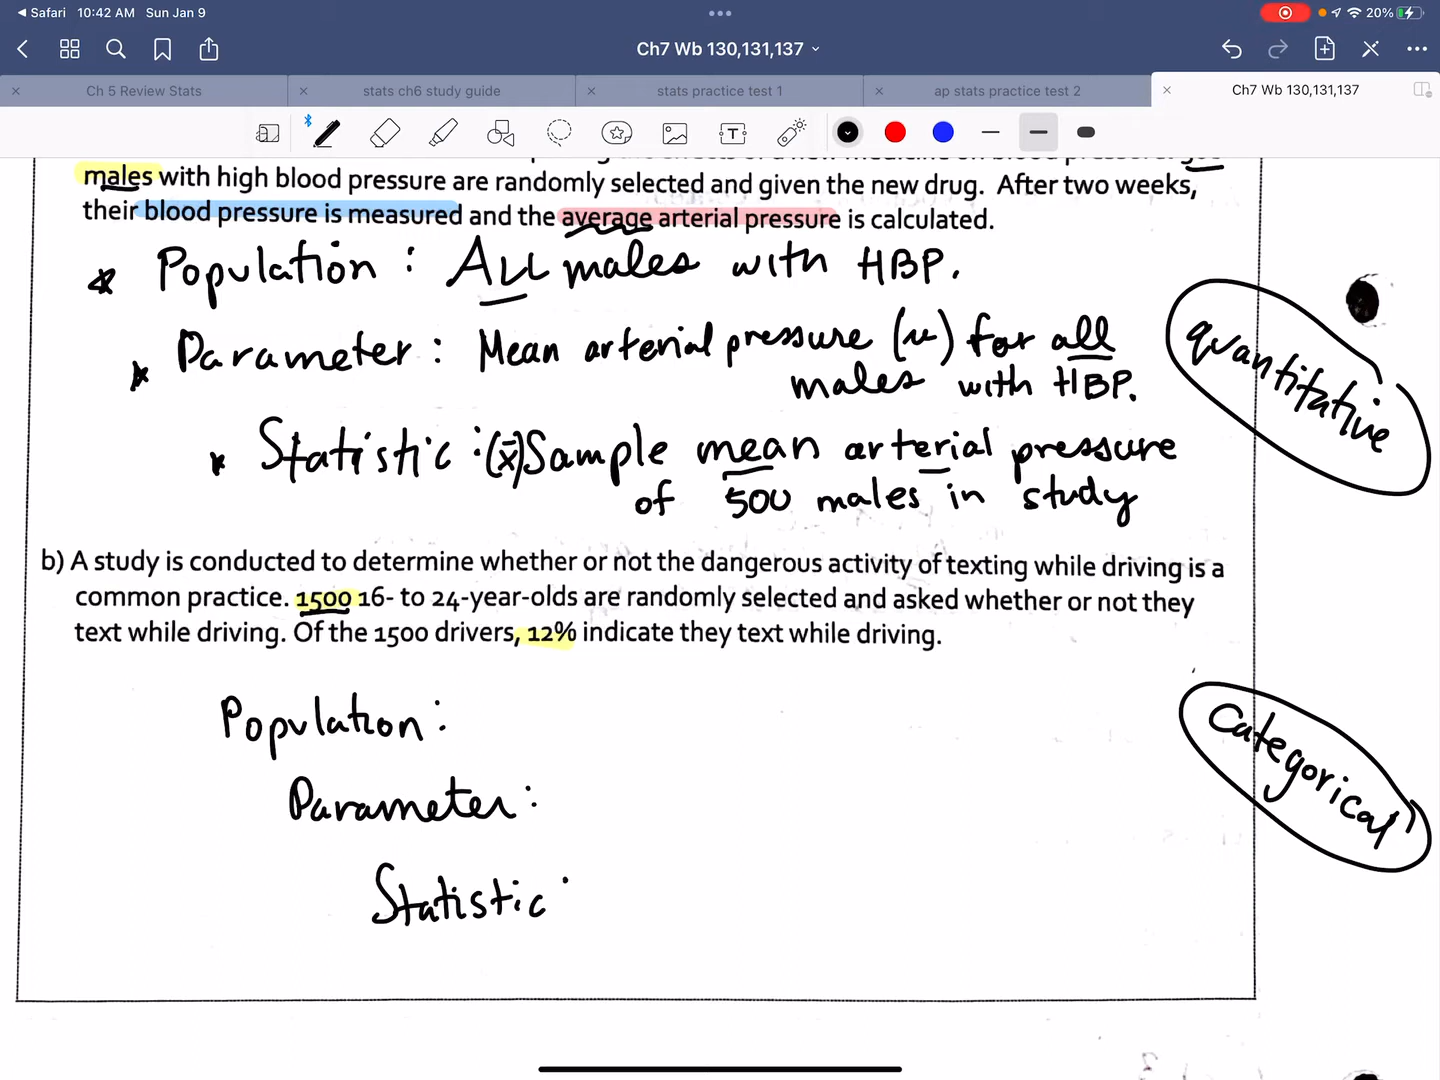 Safari 10:42 AM Sun Jan 9
20%
Ch7 Wb 130,131,137
Ch 5 Review Stats
stats ch6 study guide
stats practice test 1
ap stats practice test 2
Ch7 Wb 130,131,137
males with high blood pressure are randomly selected and given the new drug. After two weeks,
their blood pressure is measured and the average arterial pressure is calculated.
Population : ALL males with HBP.
Parameter : Mean arterial pressure (μ) for all
males with HBP.
quantitative
Statistic : (x̄) Sample mean arterial pressure
of 500 males in study
b) A study is conducted to determine whether or not the dangerous activity of texting while driving is a
common practice. 1500 16- to 24-year-olds are randomly selected and asked whether or not they
text while driving. Of the 1500 drivers, 12% indicate they text while driving.
Population :
Categorical
Parameter :
Statistic